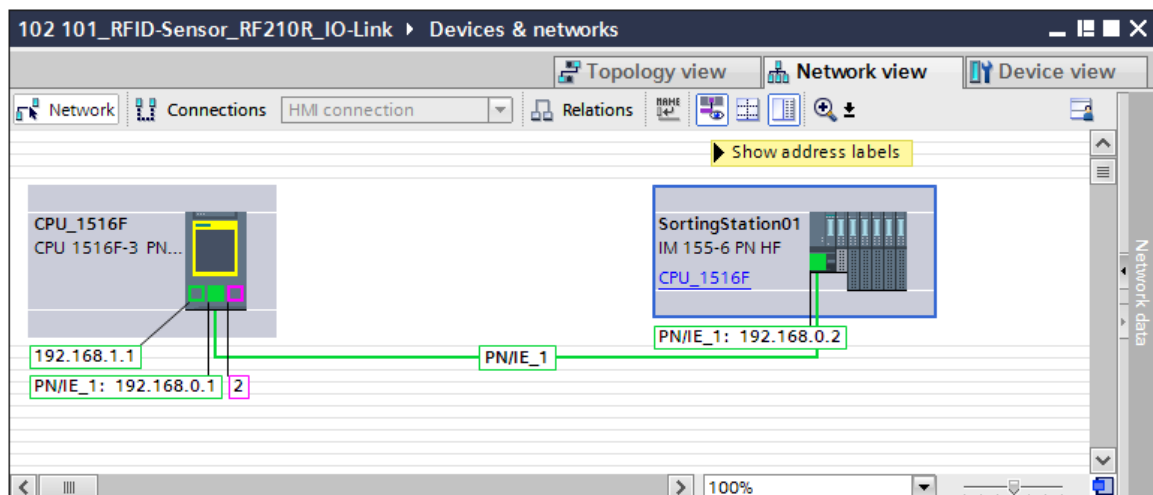 102 101_RFID-Sensor_RF210R_IO-Link ▸ Devices & networks
Topology view
Network view
Device view
Network
Connections
HMI connection
Relations
NAME
Show address labels
CPU_1516F
CPU 1516F-3 PN...
SortingStation01
IM 155-6 PN HF
CPU_1516F
192.168.1.1
PN/IE_1: 192.168.0.1
2
PN/IE_1
PN/IE_1: 192.168.0.2
Network data
100%